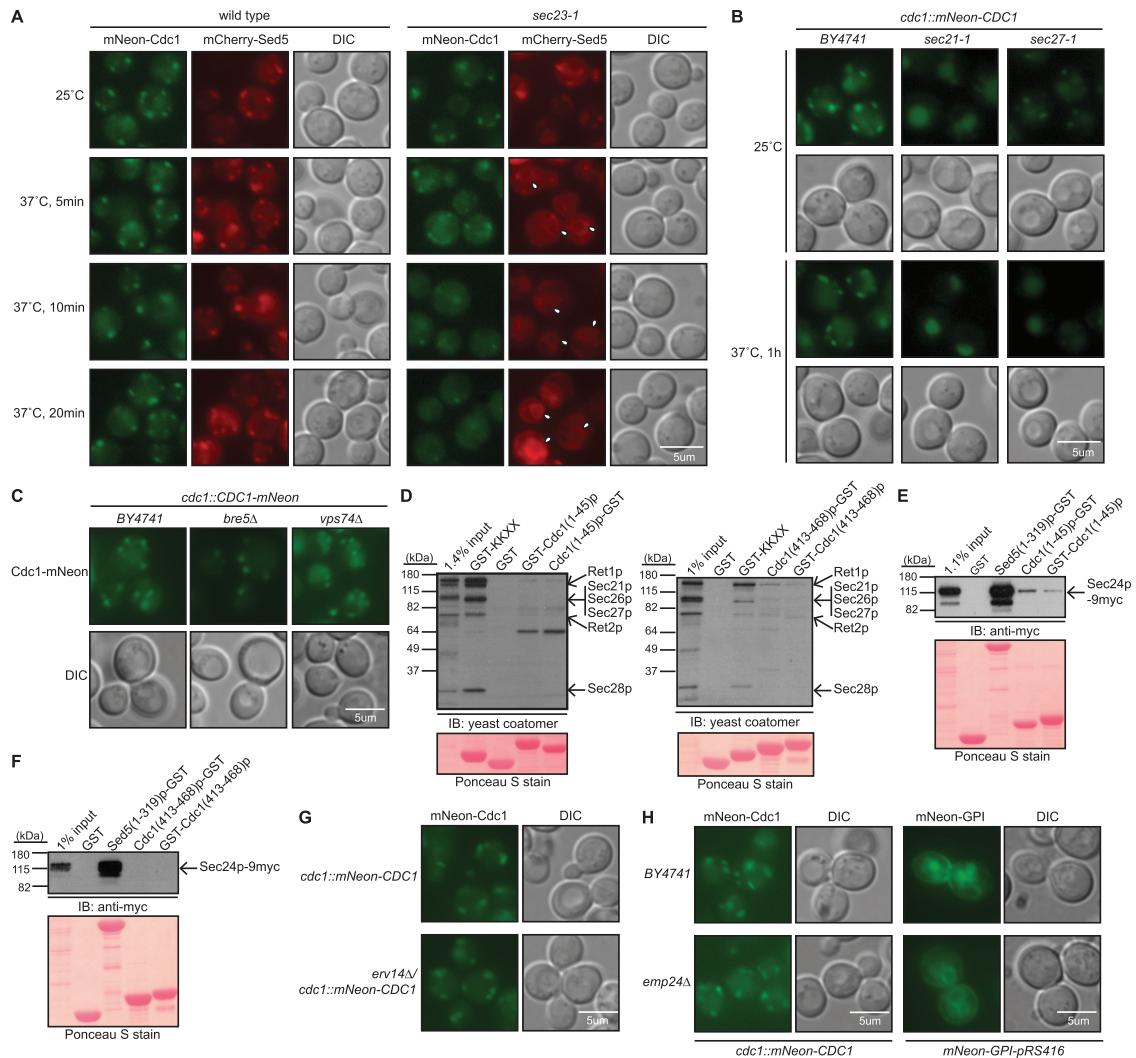 A
wild type
sec23-1
mNeon-Cdc1
mCherry-Sed5
DIC
mNeon-Cdc1
mCherry-Sed5
DIC
25˚C
37˚C, 5min
37˚C, 10min
37˚C, 20min
5um
B
cdc1::mNeon-CDC1
BY4741
sec21-1
sec27-1
25˚C
37˚C, 1h
5um
C
cdc1::CDC1-mNeon
BY4741
bre5Δ
vps74Δ
Cdc1-mNeon
DIC
5um
D
(kDa)
1.4% input
GST-KKXX
GST
GST-Cdc1(1-45)p
Cdc1(1-45)p-GST
180
115
82
64
49
37
Ret1p
Sec21p
Sec26p
Sec27p
Ret2p
Sec28p
IB: yeast coatomer
Ponceau S stain
(kDa)
1% input
GST
GST-KKXX
Cdc1(413-468)p-GST
GST-Cdc1(413-468)p
180
115
82
64
49
37
Ret1p
Sec21p
Sec26p
Sec27p
Ret2p
Sec28p
IB: yeast coatomer
Ponceau S stain
E
(kDa)
1.1% input
GST
Sed5(1-319)p-GST
Cdc1(1-45)p-GST
GST-Cdc1(1-45)p
180
115
82
Sec24p
-9myc
IB: anti-myc
Ponceau S stain
F
(kDa)
1% input
GST
Sed5(1-319)p-GST
Cdc1(413-468)p-GST
GST-Cdc1(413-468)p
180
115
82
Sec24p-9myc
IB: anti-myc
Ponceau S stain
G
mNeon-Cdc1
DIC
cdc1::mNeon-CDC1
erv14Δ/
cdc1::mNeon-CDC1
5um
H
mNeon-Cdc1
DIC
mNeon-GPI
DIC
BY4741
emp24Δ
5um
5um
cdc1::mNeon-CDC1
mNeon-GPI-pRS416